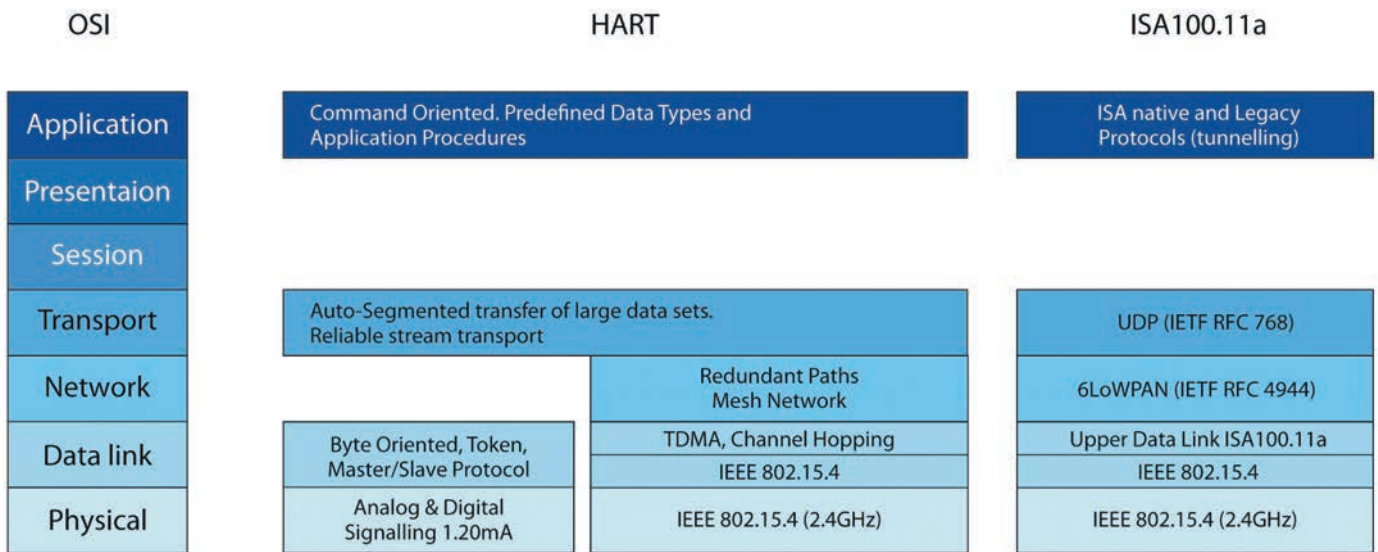 OSI
HART
ISA100.11a
Application
Command Oriented. Predefined Data Types and
Application Procedures
ISA native and Legacy
Protocols (tunnelling)
Presentaion
Session
Transport
Auto-Segmented transfer of large data sets.
Reliable stream transport
UDP (IETF RFC 768)
Network
Redundant Paths
Mesh Network
6LoWPAN (IETF RFC 4944)
Data link
Byte Oriented, Token,
Master/Slave Protocol
TDMA, Channel Hopping
IEEE 802.15.4
Upper Data Link ISA100.11a
IEEE 802.15.4
Physical
Analog & Digital
Signalling 1.20mA
IEEE 802.15.4 (2.4GHz)
IEEE 802.15.4 (2.4GHz)